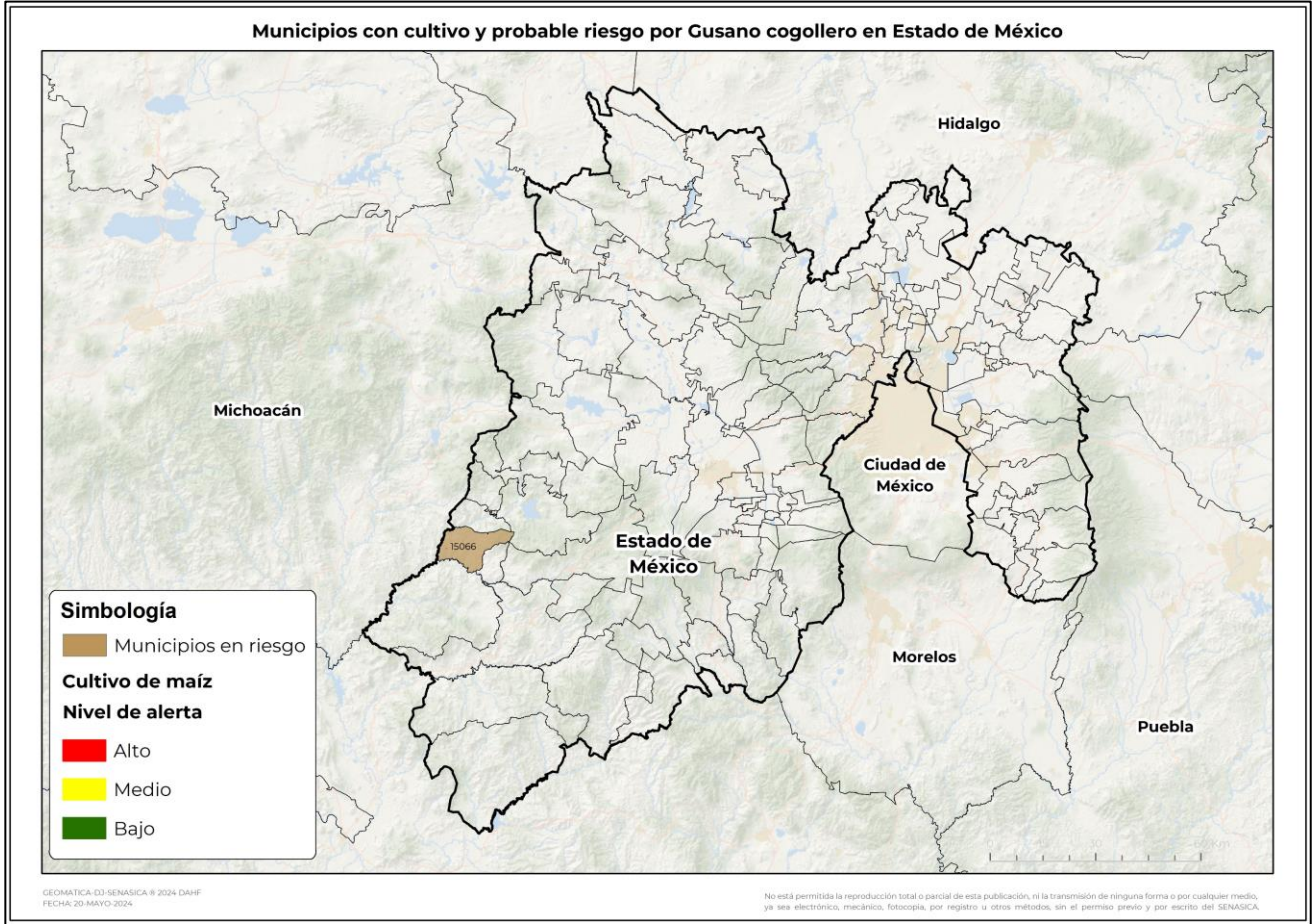 Municipios con cultivo y probable riesgo por Gusano cogollero en Estado de México
Hidalgo
Michoacán
Ciudad de
México
Estado de
México
15066
Morelos
Puebla
Simbología
Municipios en riesgo
Cultivo de maíz
Nivel de alerta
Alto
Medio
Bajo
30
60 Km
GEOMATICA-DJ-SENASICA ® 2024 DAHF
FECHA: 20-MAYO-2024
No está permitida la reproducción total o parcial de esta publicación, ni la transmisión de ninguna forma o por cualquier medio,
ya sea electrónico, mecánico, fotocopia, por registro u otros métodos, sin el permiso previo y por escrito del SENASICA.